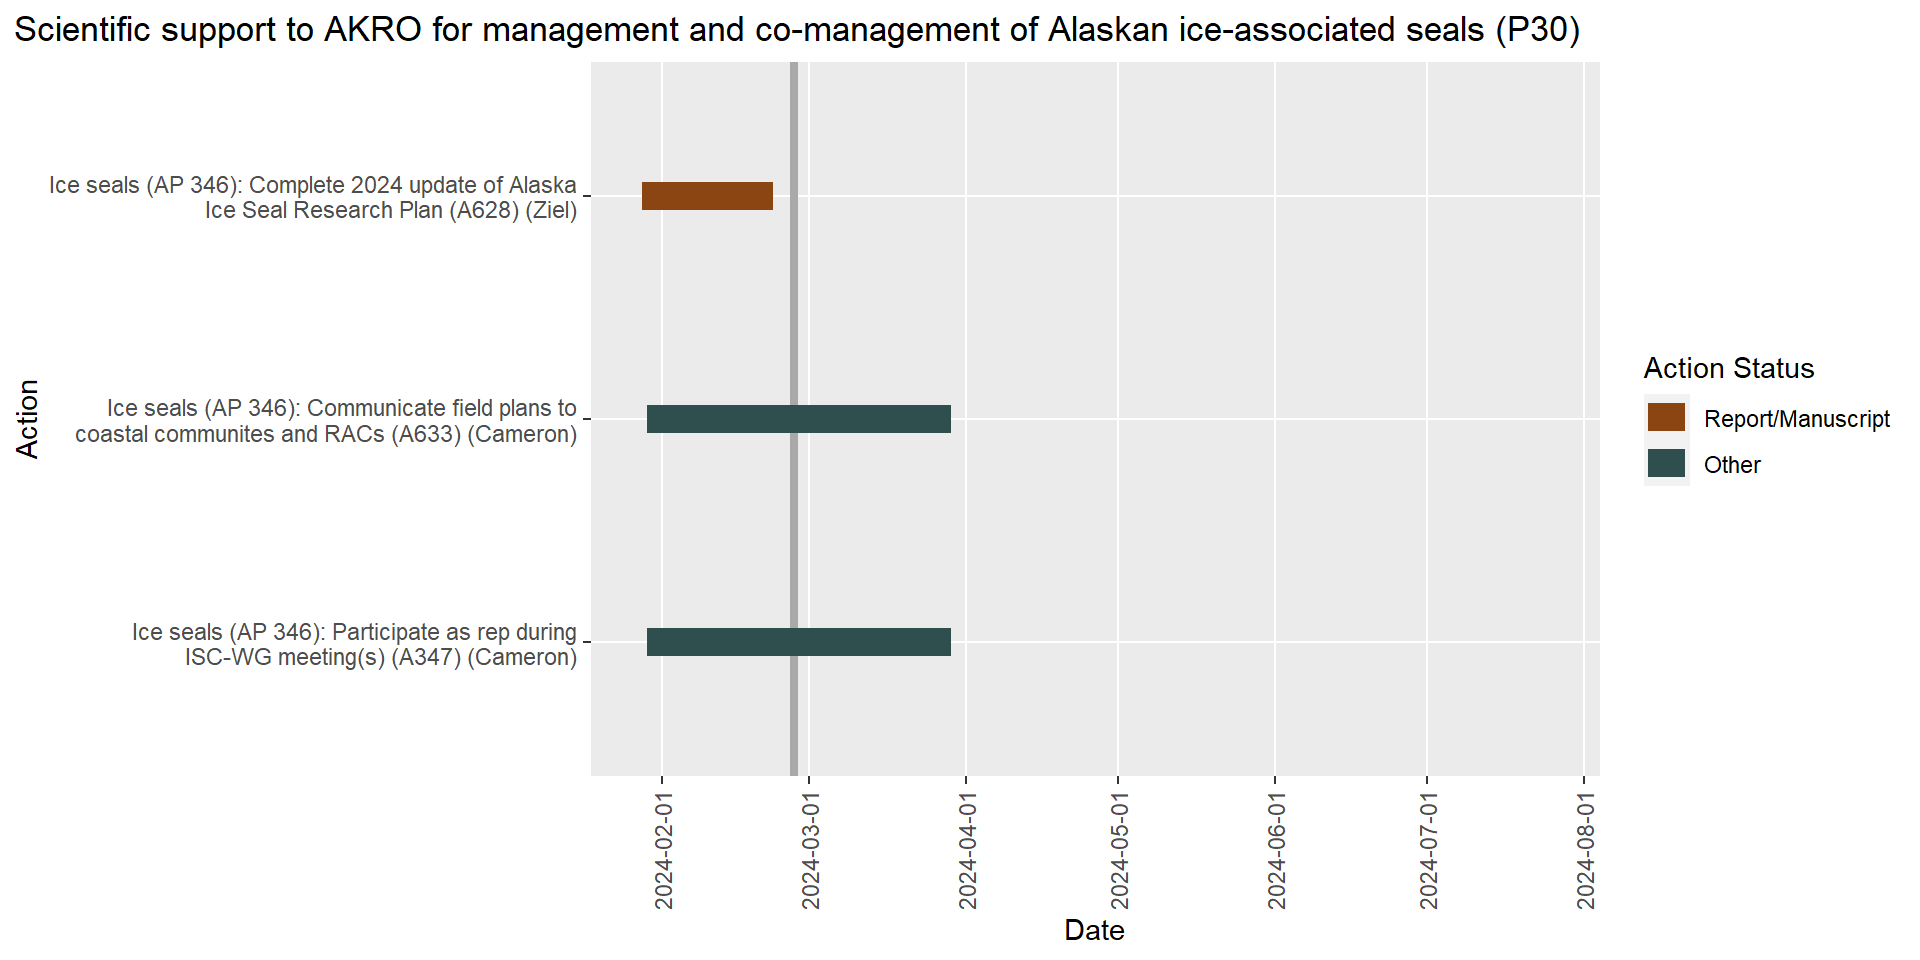 Scientific support to AKRO for management and co-management of Alaskan ice-associated seals (P30)
Ice seals (AP 346): Complete 2024 update of Alaska
Ice Seal Research Plan (A628) (Ziel)
Ice seals (AP 346): Communicate field plans to
coastal communites and RACs (A633) (Cameron)
Ice seals (AP 346): Participate as rep during
ISC-WG meeting(s) (A347) (Cameron)
Action
2024-02-01
2024-03-01
2024-04-01
2024-05-01
2024-06-01
2024-07-01
2024-08-01
Date
Action Status
Report/Manuscript
Other